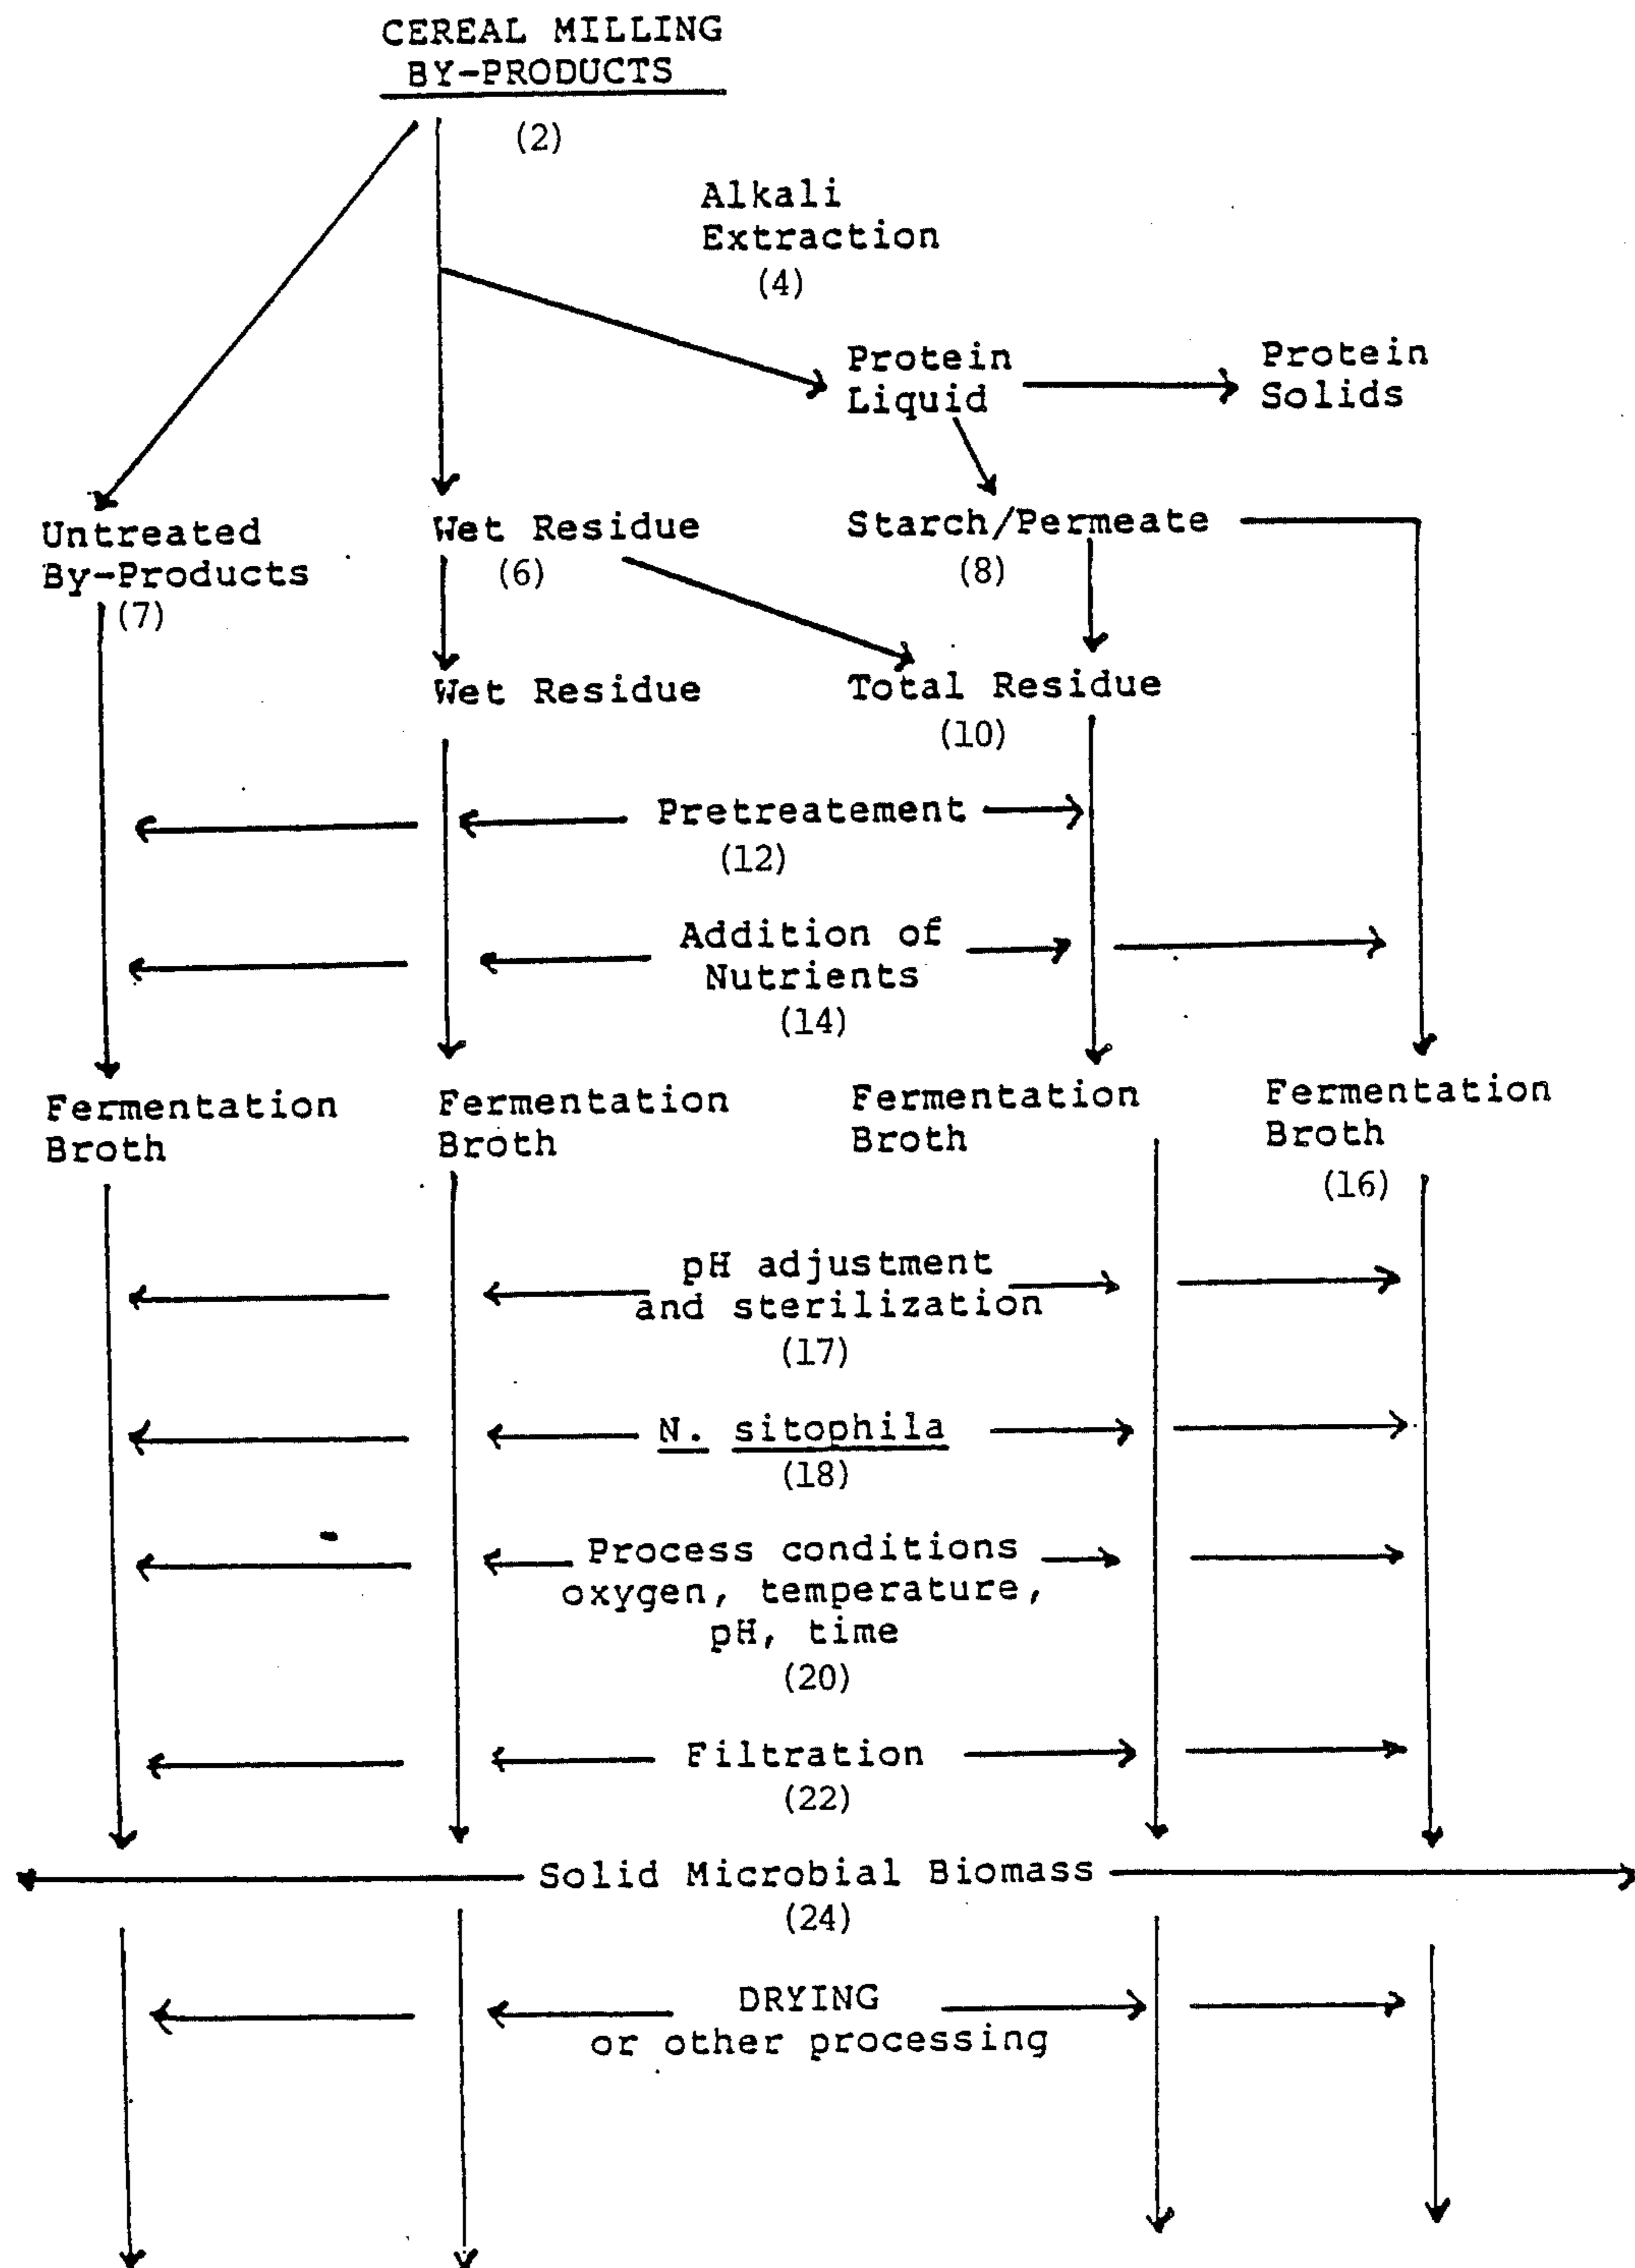 CEREAL MILLING
BY-PRODUCTS
(2)
Alkali
Extraction
(4)
Protein
Liquid
Protein
Solids
Untreated
By-Products
(7)
Wet Residue
(6)
Starch/Permeate
(8)
Wet Residue
Total Residue
(10)
Pretreatement
(12)
Addition of
Nutrients
(14)
Fermentation
Broth
Fermentation
Broth
Fermentation
Broth
Fermentation
Broth
(16)
pH adjustment
and sterilization
(17)
N. sitophila
(18)
Process conditions
oxygen, temperature,
pH, time
(20)
Filtration
(22)
Solid Microbial Biomass
(24)
DRYING
or other processing